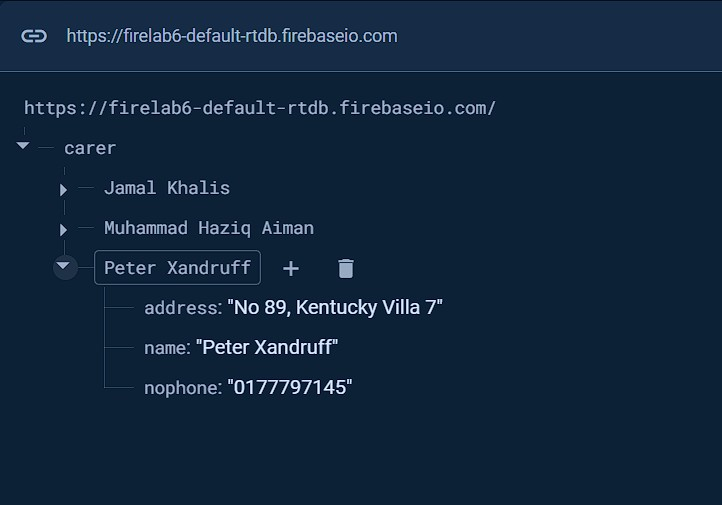 https://firelab6-default-rtdb.firebaseio.com
https://firelab6-default-rtdb.firebaseio.com/
carer
Jamal Khalis
Muhammad Haziq Aiman
Peter Xandruff
address: "No 89, Kentucky Villa 7"
name: "Peter Xandruff"
nophone: "0177797145"